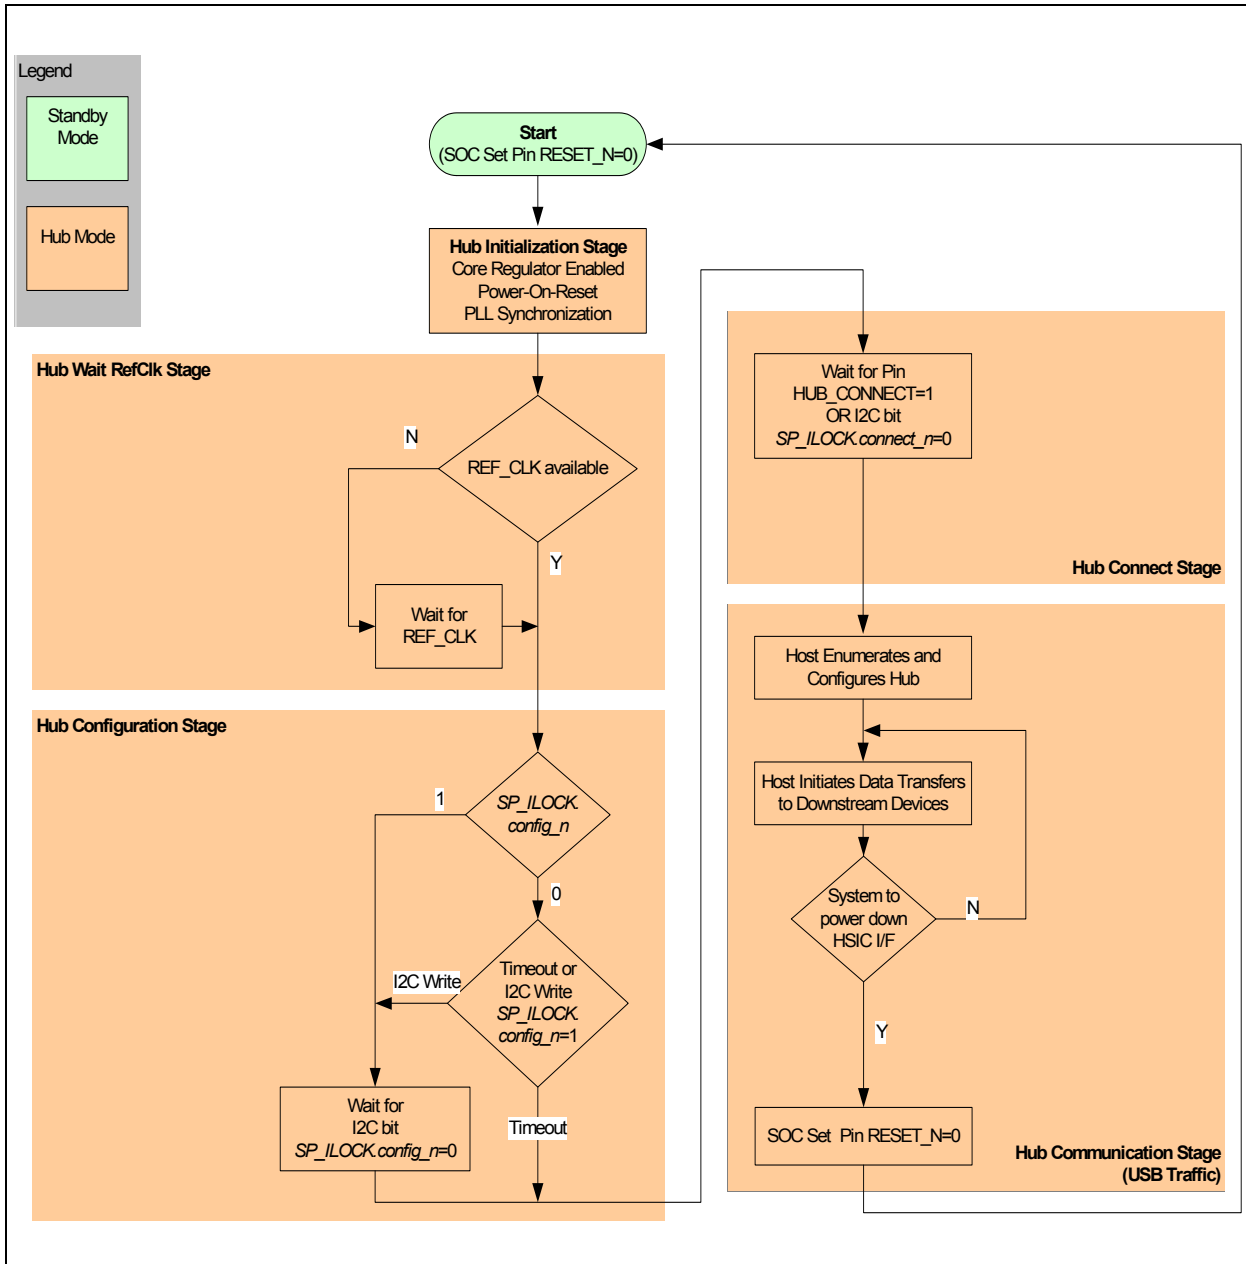 Legend
Standby
Mode
Hub Mode
Start
(SOC Set Pin RESET_N=0)
Hub Initialization Stage
Core Regulator Enabled
Power-On-Reset
PLL Synchronization
Hub Wait RefClk Stage
N
REF_CLK available
Y
Wait for
REF_CLK
Hub Configuration Stage
1
SP_ILOCK.
config_n
0
I2C Write
Timeout or
I2C Write
SP_ILOCK.
config_n=1
Wait for
I2C bit
SP_ILOCK.config_n=0
Timeout
Wait for Pin
HUB_CONNECT=1
OR I2C bit
SP_ILOCK.connect_n=0
Hub Connect Stage
Host Enumerates and
Configures Hub
Host Initiates Data Transfers
to Downstream Devices
System to
power down
HSIC I/F
N
Y
SOC Set  Pin RESET_N=0
Hub Communication Stage
(USB Traffic)